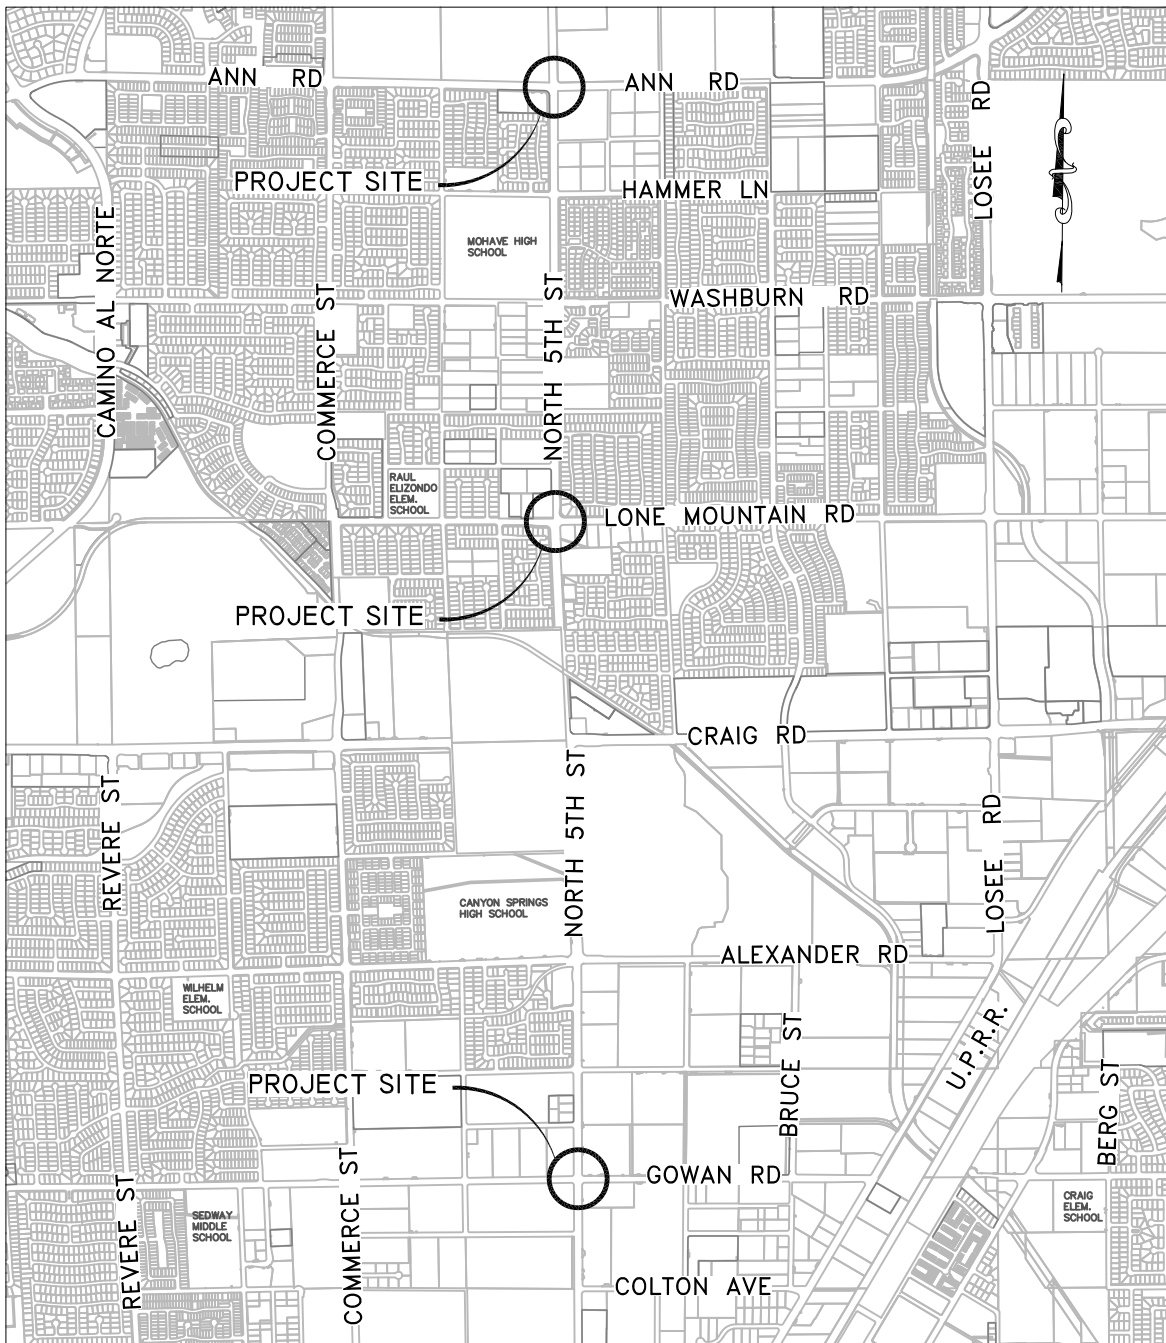 ANN RD
ANN RD
LOSEE RD
PROJECT SITE
HAMMER LN
CAMINO AL NORTE
MOHAVE HIGH
SCHOOL
COMMERCE ST
NORTH 5TH ST
WASHBURN RD
RAUL
ELIZONDO
ELEM.
SCHOOL
LONE MOUNTAIN RD
PROJECT SITE
CRAIG RD
REVERE ST
NORTH 5TH ST
LOSEE RD
CANYON SPRINGS
HIGH SCHOOL
ALEXANDER RD
WILHELM
ELEM.
SCHOOL
U.P.R.R.
BRUCE ST
PROJECT SITE
BERG ST
GOWAN RD
REVERE ST
COMMERCE ST
SEDWAY
MIDDLE
SCHOOL
CRAIG
ELEM.
SCHOOL
COLTON AVE